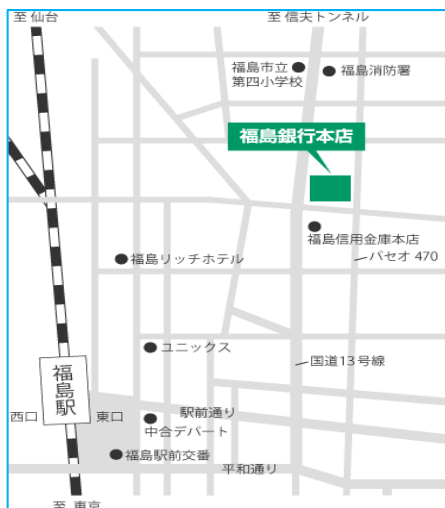 至 仙台
至 信夫トンネル
福島市立
第四小学校
福島消防署
福島銀行本店
福島信用金庫本店
パセオ 470
福島リッチホテル
ユニックス
国道13号線
福島駅
西口
東口
駅前通り
中合デパート
福島駅前交番
平和通り
至 東京